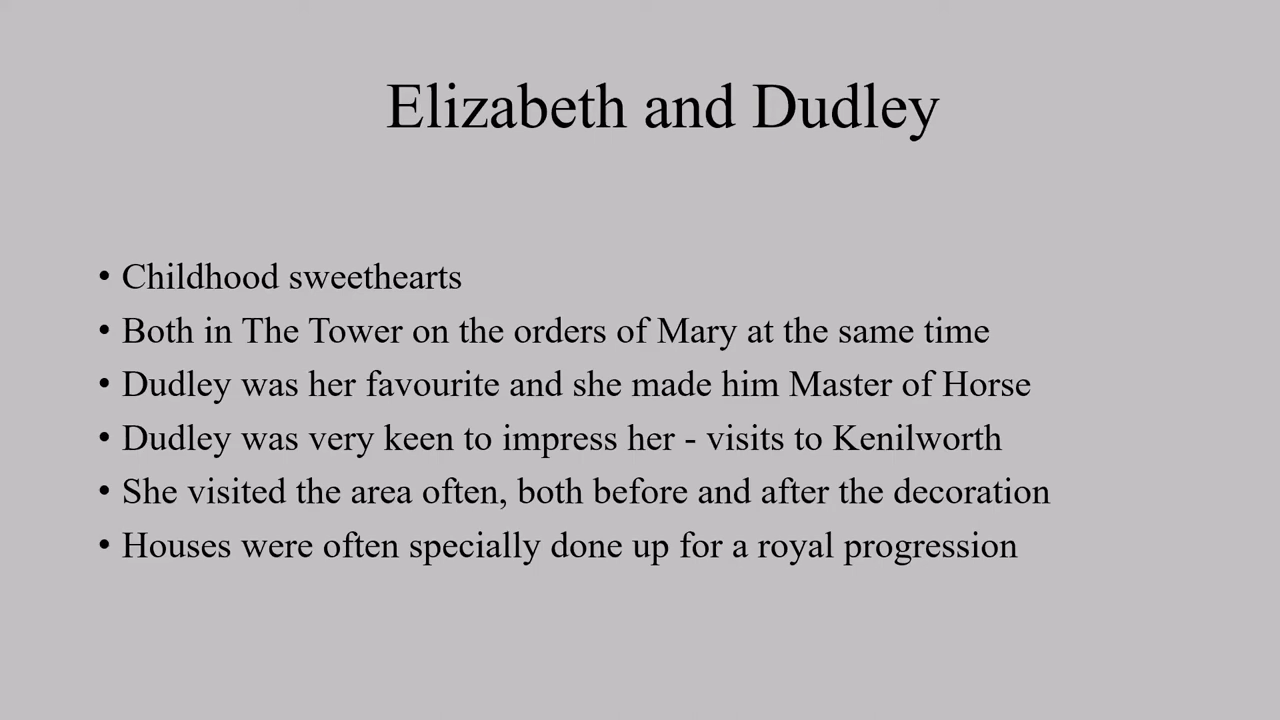 Elizabeth and Dudley
• Childhood sweethearts
• Both in The Tower on the orders of Mary at the same time
• Dudley was her favourite and she made him Master of Horse
• Dudley was very keen to impress her - visits to Kenilworth
• She visited the area often, both before and after the decoration
• Houses were often specially done up for a royal progression